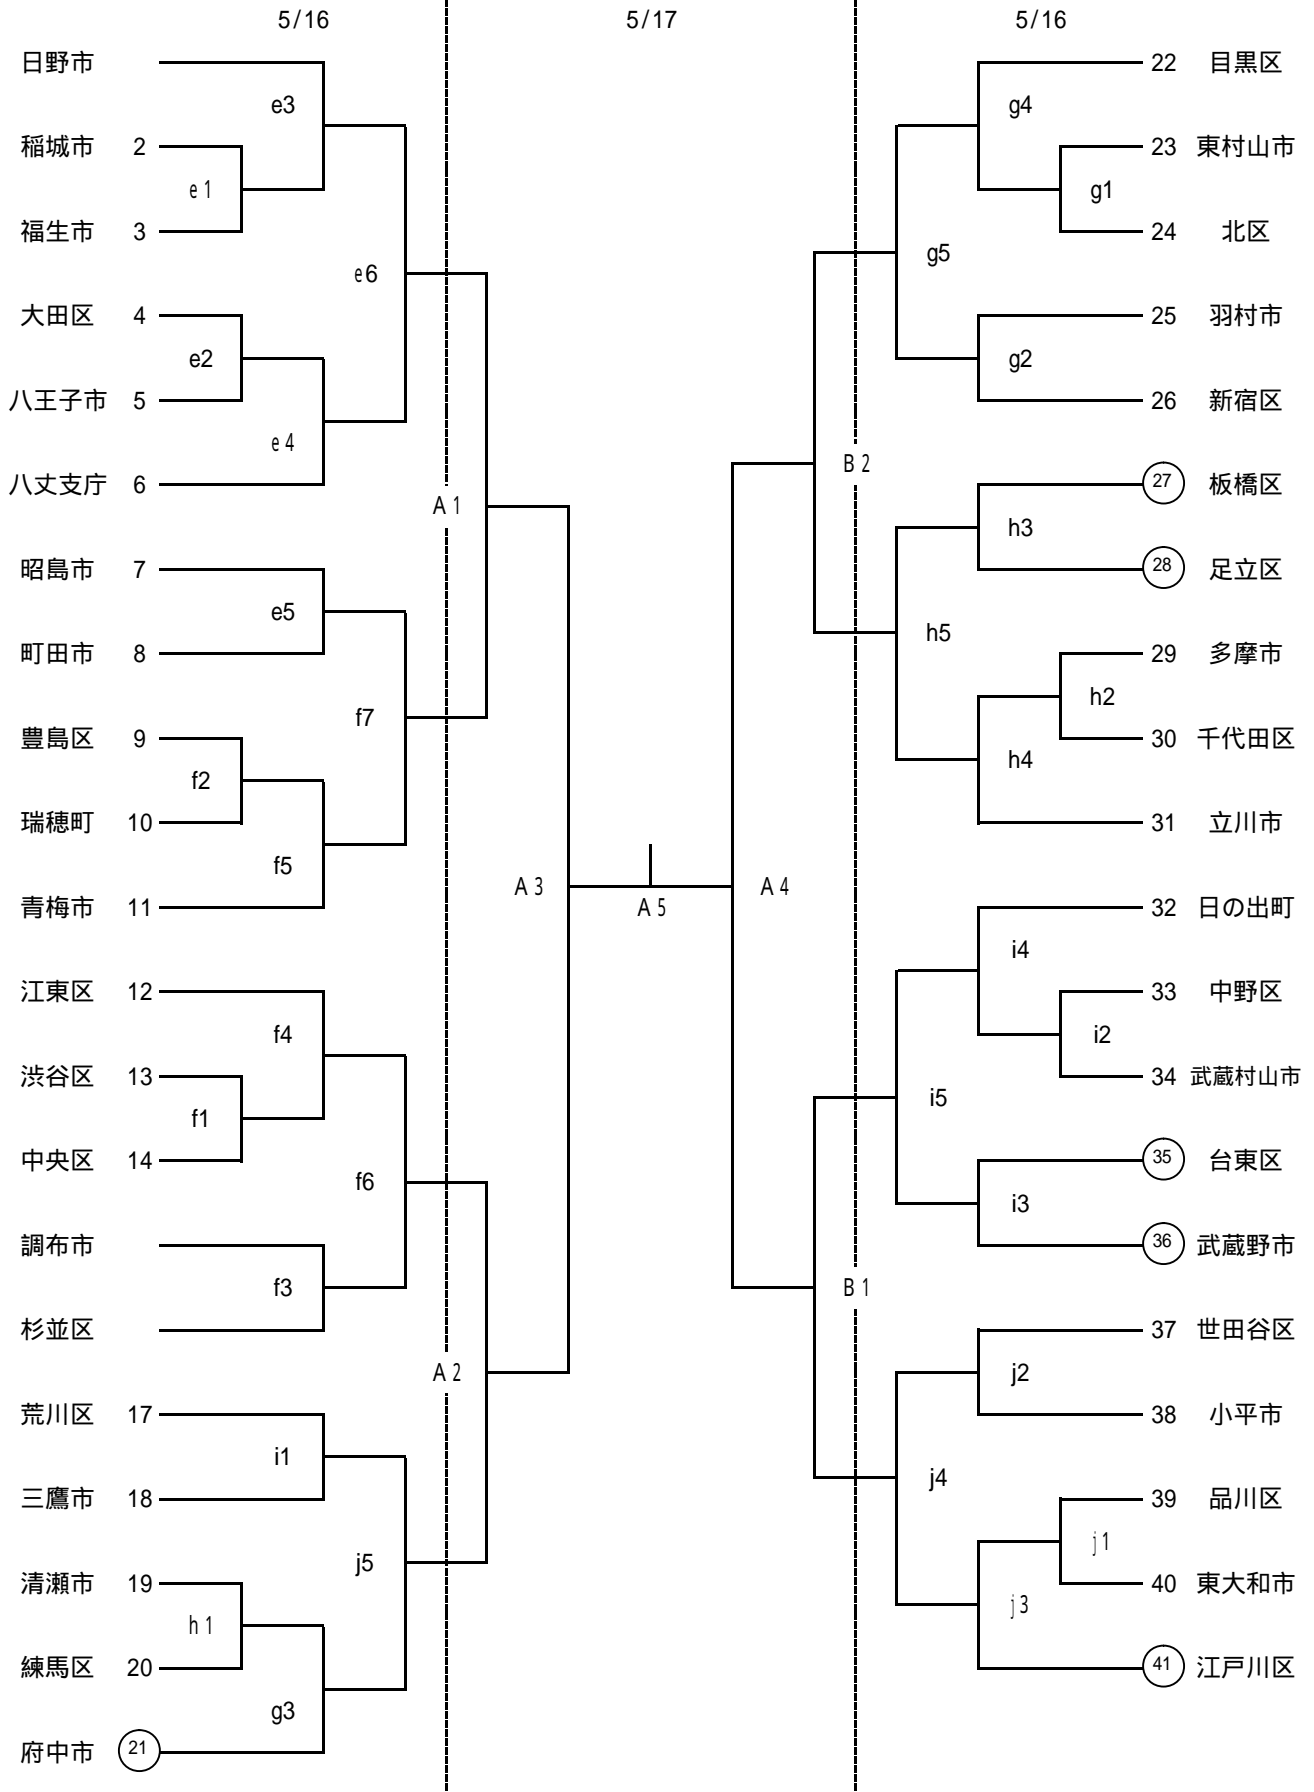 5/16 5/17 5/16
日野市 22 目黒区
e3 g4
稲城市 2 23 東村山市
e1 g1
福生市 3 24 北区
g5
e6
大田区 4 25 羽村市
e2 g2
八王子市 5 26 新宿区
e4
B2
八丈支庁 6 27 板橋区
A1
h3
昭島市 7 28 足立区
e5
h5
町田市 8 29 多摩市
h2
f7
豊島区 9 30 千代田区
h4
f2
瑞穂町 10 31 立川市
f5
A3 A4
青梅市 11 A5 32 日の出町
i4
江東区 12 33 中野区
f4 i2
渋谷区 13 34 武蔵村山市
i5
f1
中央区 14 35 台東区
f6
i3
調布市 36 武蔵野市
f3 B1
杉並区 37 世田谷区
A2 j2
荒川区 17 38 小平市
i1
j4
三鷹市 18 39 品川区
j1
j5
清瀬市 19 40 東大和市
j3
h1
練馬区 20 41 江戸川区
g3
府中市 21